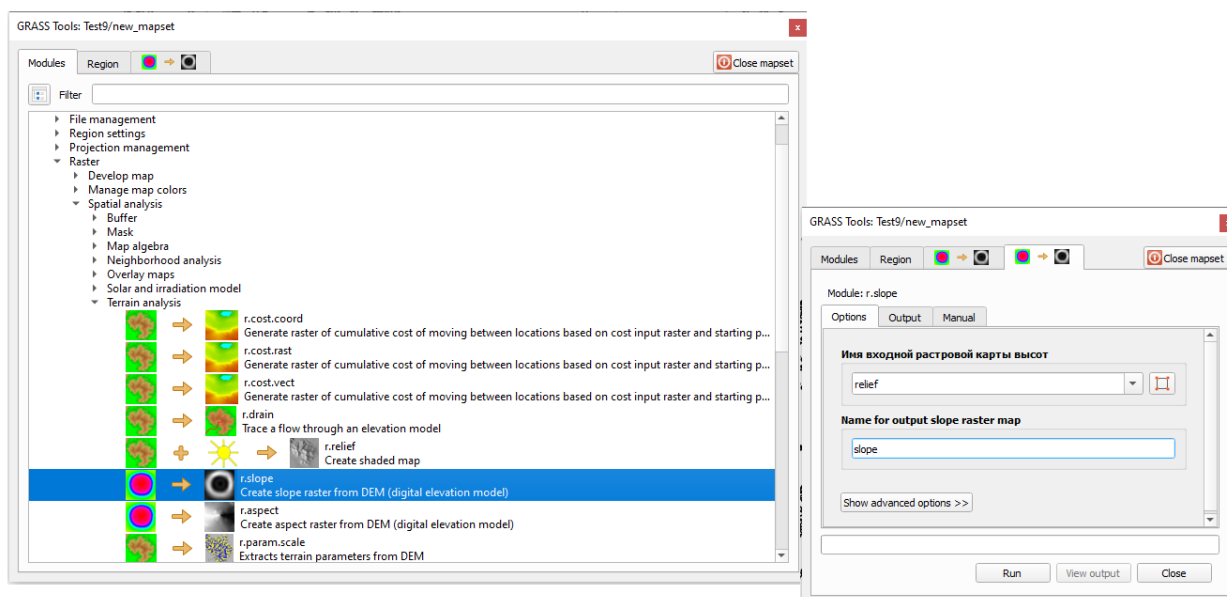 GRASS Tools: Test9/new_mapset
x
Modules
Region
Close mapset
Filter
File management
Region settings
Projection management
Raster
Develop map
Manage map colors
Spatial analysis
Buffer
Mask
Map algebra
Neighborhood analysis
Overlay maps
Solar and irradiation model
Terrain analysis
r.cost.coord
Generate raster of cumulative cost of moving between locations based on cost input raster and starting p...
r.cost.rast
Generate raster of cumulative cost of moving between locations based on cost input raster and starting p...
r.cost.vect
Generate raster of cumulative cost of moving between locations based on cost input raster and starting p...
r.drain
Trace a flow through an elevation model
r.relief
Create shaded map
r.slope
Create slope raster from DEM (digital elevation model)
r.aspect
Create aspect raster from DEM (digital elevation model)
r.param.scale
Extracts terrain parameters from DEM
GRASS Tools: Test9/new_mapset
Modules
Region
Close mapset
Module: r.slope
Options
Output
Manual
Имя входной растровой карты высот
relief
Name for output slope raster map
slope
Show advanced options >>
Run
View output
Close